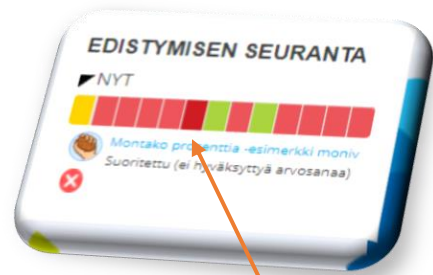 EDISTYMISEN SEURANTA
NYT
Montako prosenttia -esimerkki moniv
Suoritettu (ei hyväksyttyä arvosanaa)